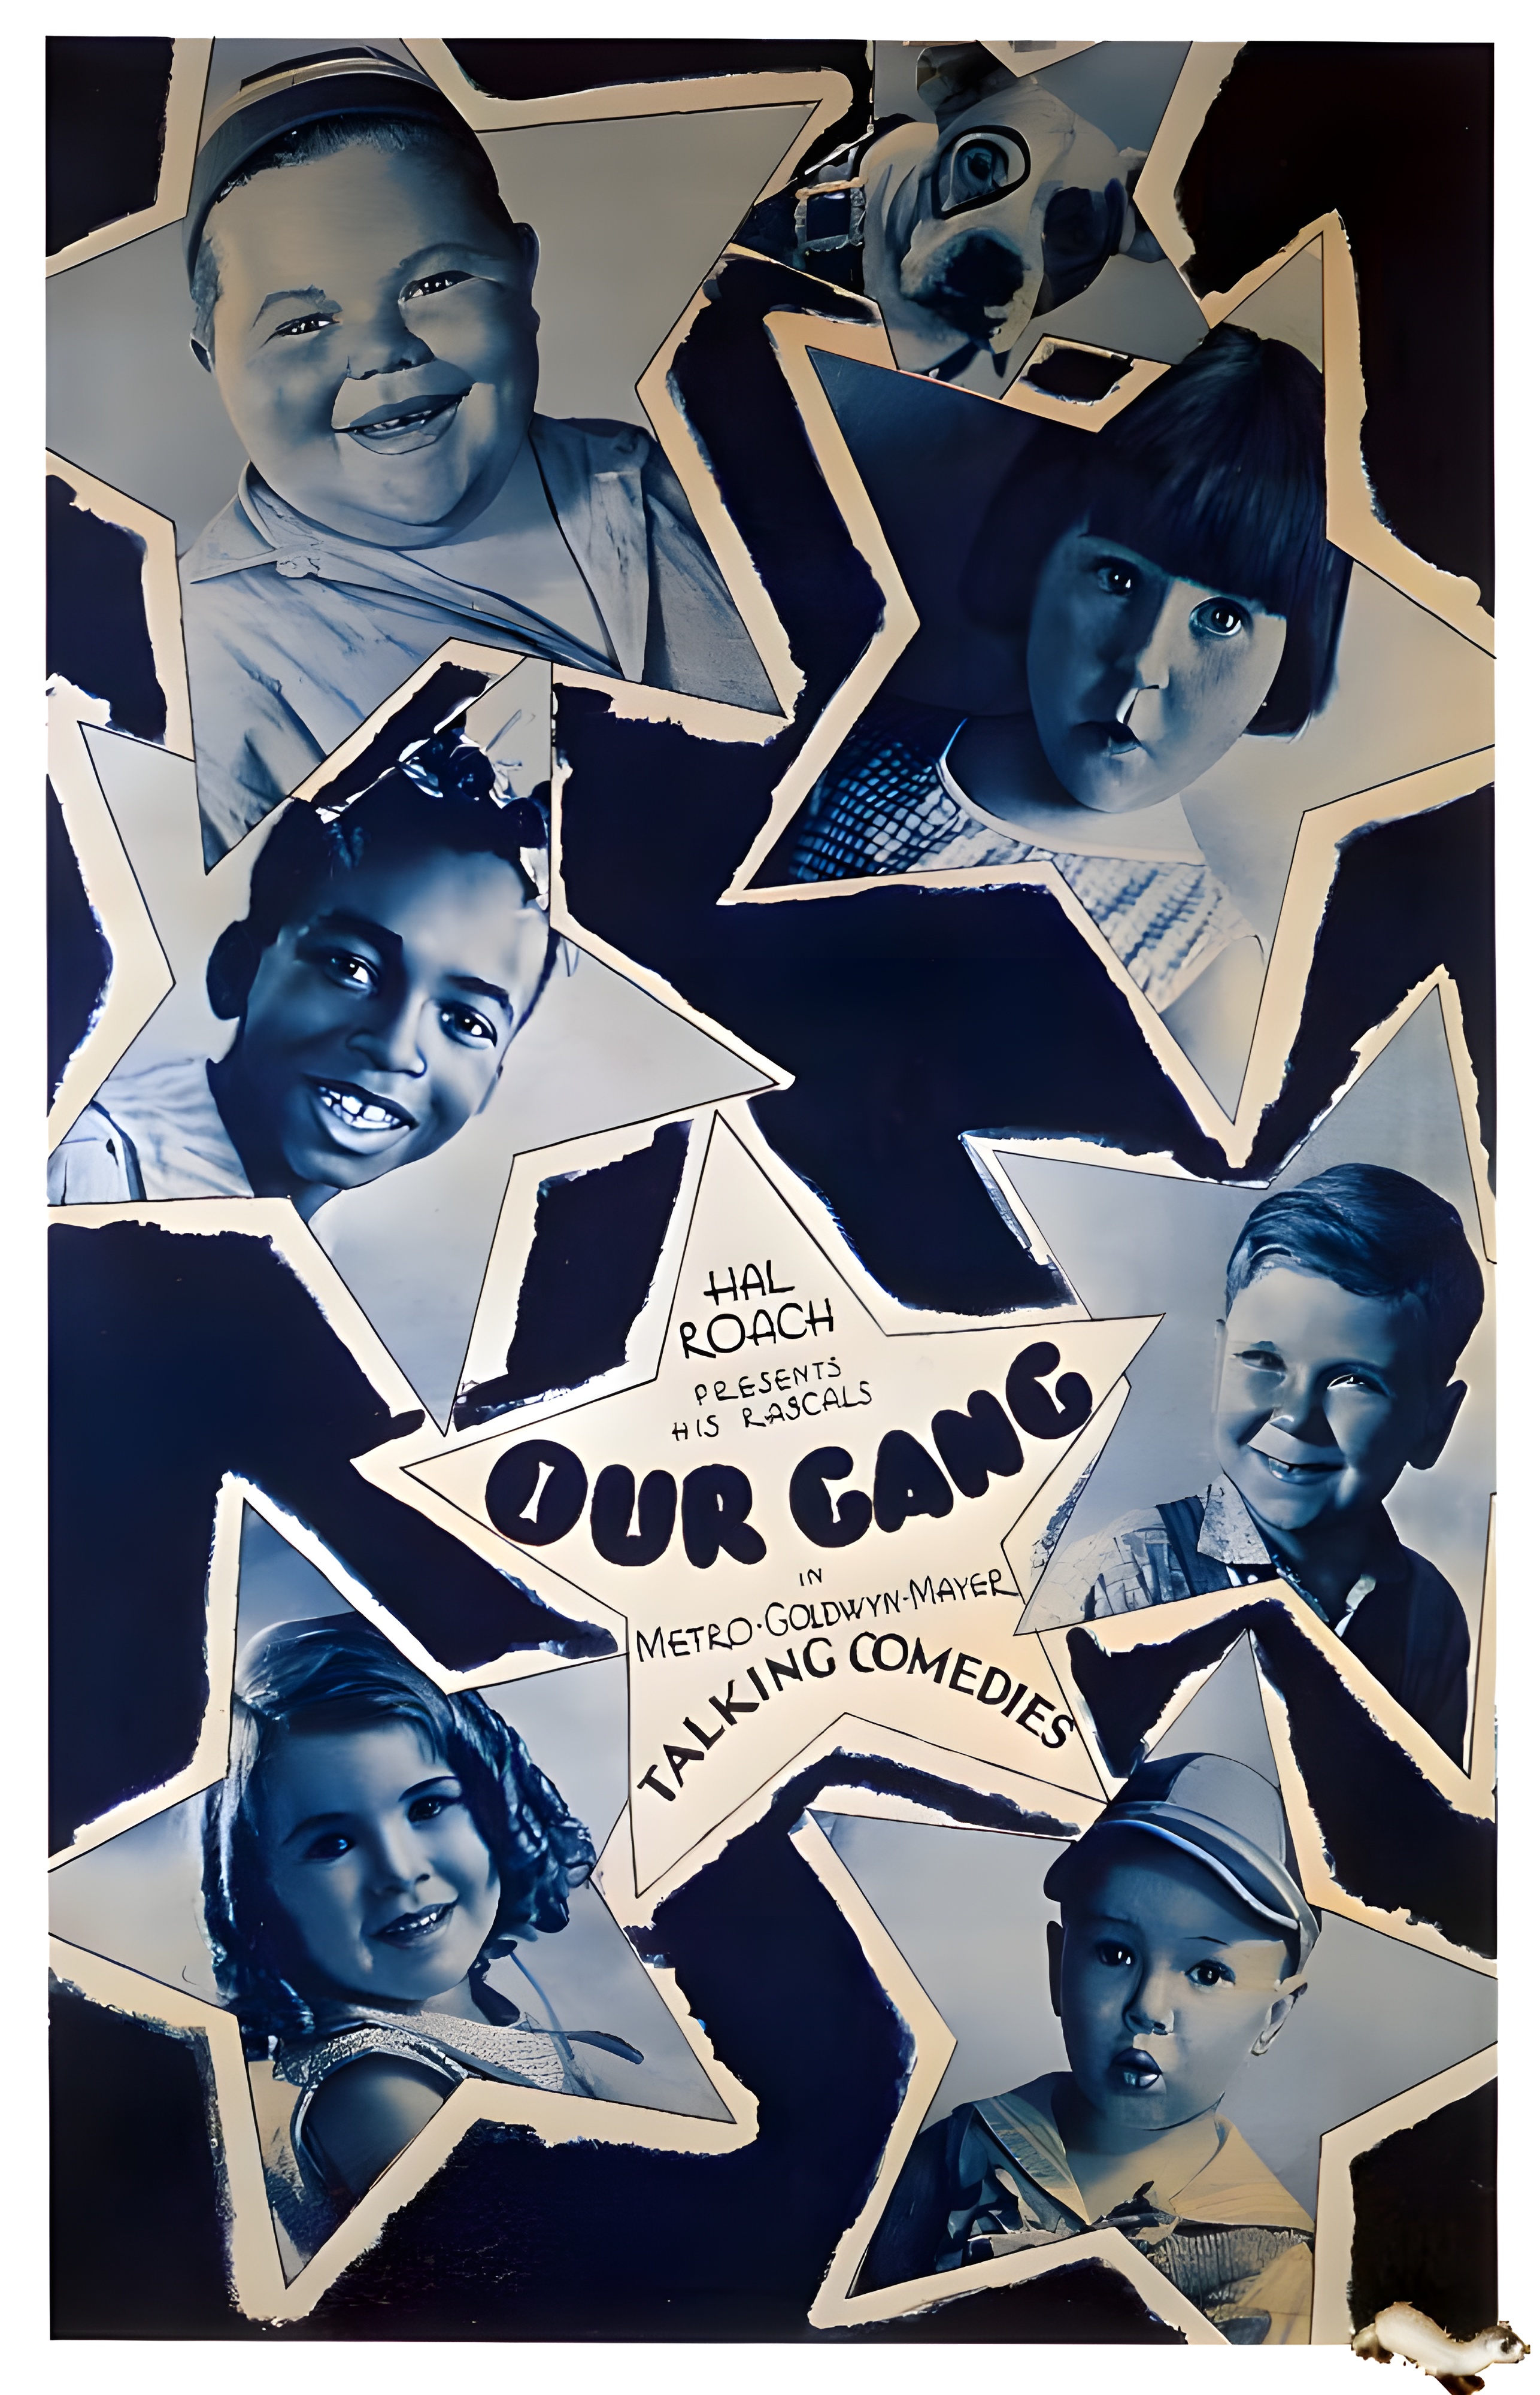 HAL
ROACH
PRESENTS
HIS RASCALS
OUR GANG
IN
METRO·GOLDWYN-MAYER
TALKING COMEDIES